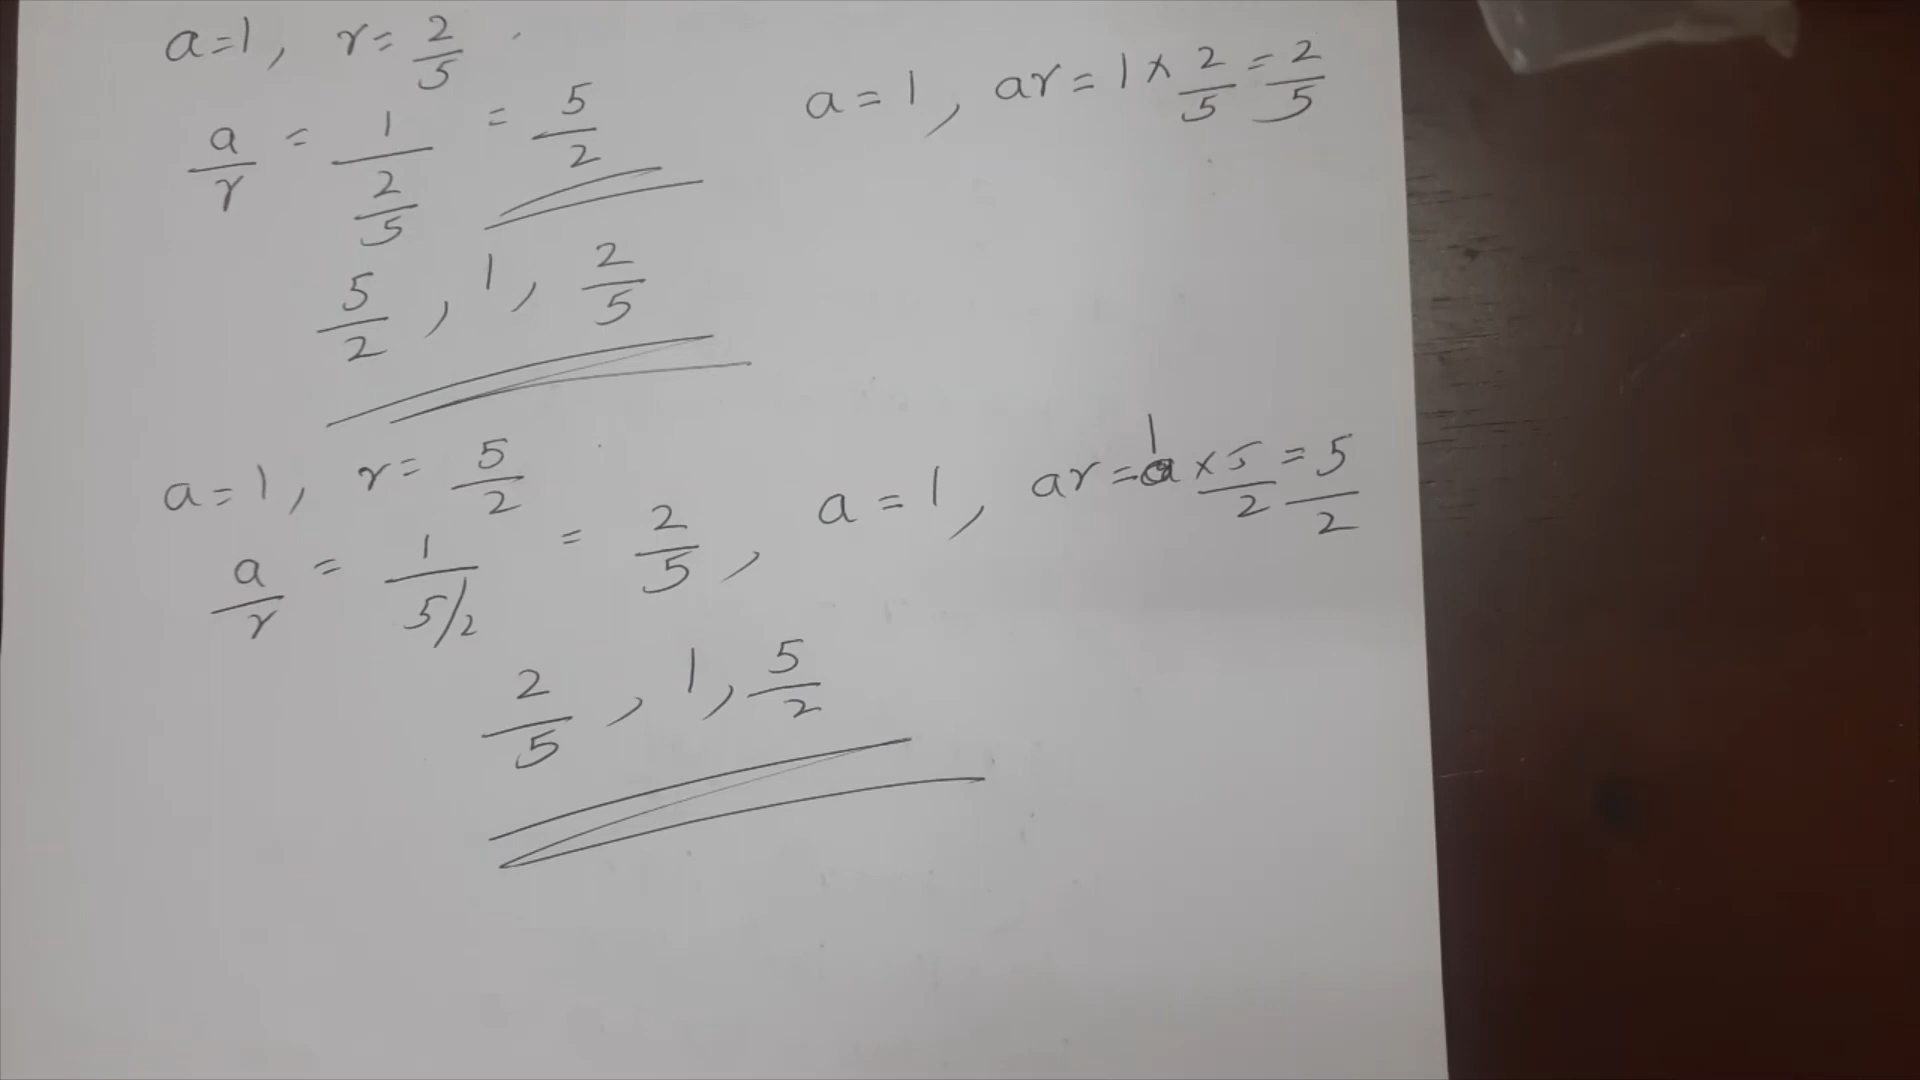 a=1, r= 2/5
a/r = 1/(2/5) = 5/2
a=1, ar=1×2/5=2/5
5/2, 1, 2/5
a=1, r= 5/2
a/r = 1/(5/2) = 2/5, a=1, ar=1×5/2=5/2
2/5, 1, 5/2